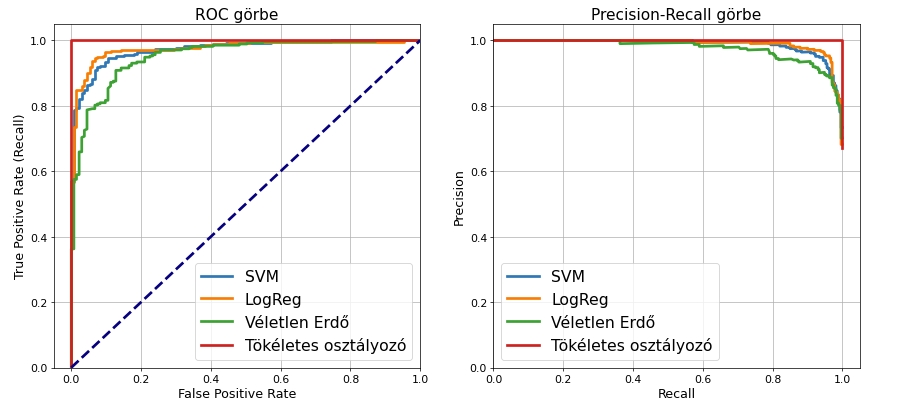 ROC görbe
True Positive Rate (Recall)
1.0
0.8
0.6
0.4
0.2
0.0
SVM
LogReg
Véletlen Erdő
Tökéletes osztályozó
0.0 0.2 0.4 0.6 0.8 1.0
False Positive Rate
Precision-Recall görbe
Precision
1.0
0.8
0.6
0.4
0.2
0.0
SVM
LogReg
Véletlen Erdő
Tökéletes osztályozó
0.0 0.2 0.4 0.6 0.8 1.0
Recall